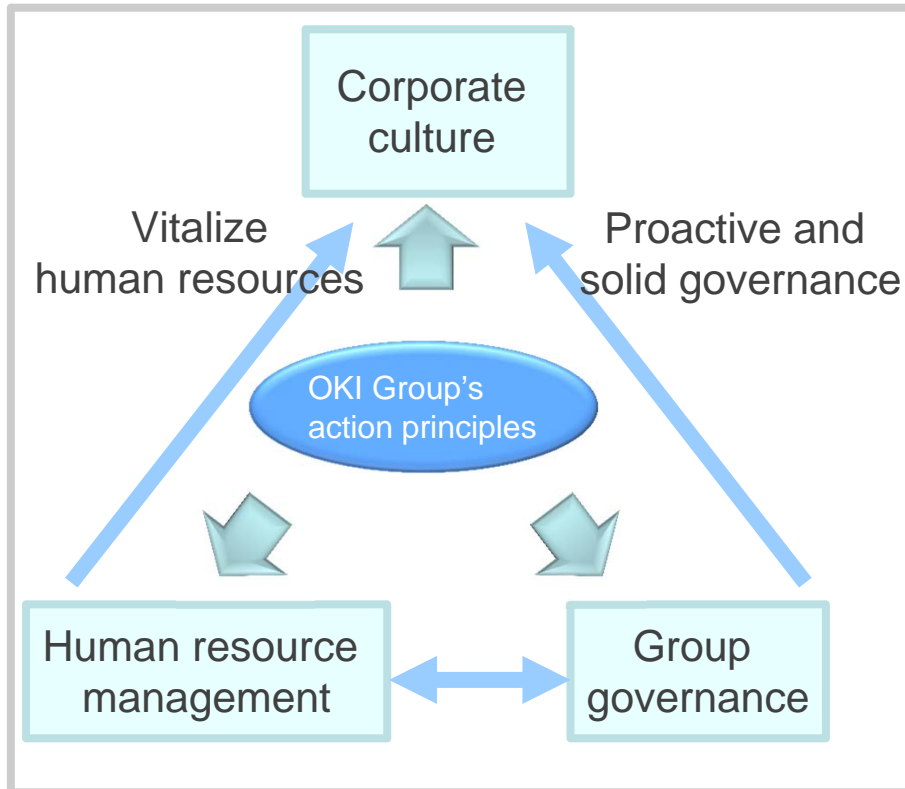 Corporate
culture
Vitalize
human resources
Proactive and
solid governance
OKI Group’s
action principles
Human resource
management
Group
governance